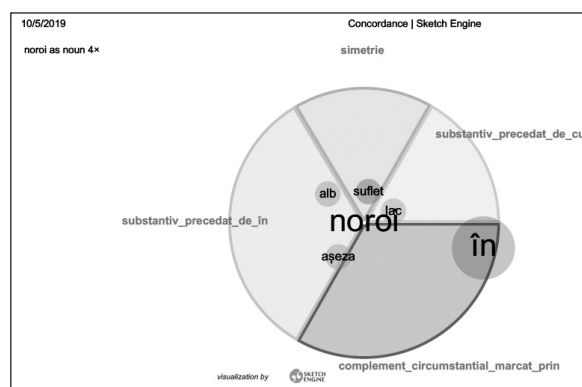 10/5/2019 Concordance | Sketch Engine
noroi as noun 4×
simetrie
substantiv_precedat_de_cu
alb
suflet
lac
substantiv_precedat_de_în
noroi
în
așeza
complement_circumstantial_marcat_prin
visualization by SKETCH
ENGINE